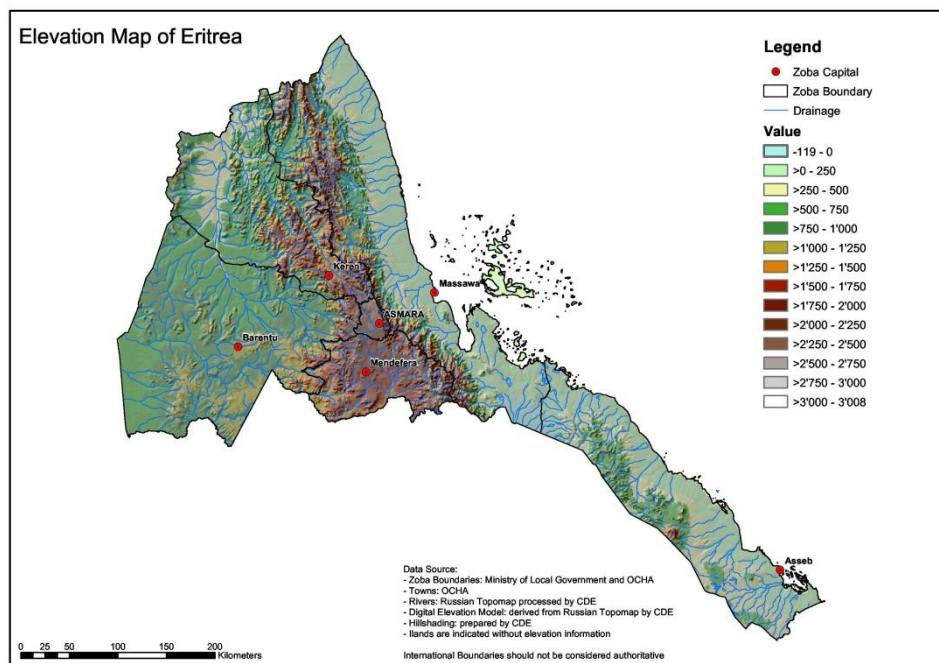 Elevation Map of Eritrea
Legend
Zoba Capital
Zoba Boundary
Drainage
Value
-119 - 0
>0 - 250
>250 - 500
>500 - 750
>750 - 1'000
>1'000 - 1'250
>1'250 - 1'500
>1'500 - 1'750
>1'750 - 2'000
>2'000 - 2'250
>2'250 - 2'500
>2'500 - 2'750
>2'750 - 3'000
>3'000 - 3'008
Keren
Massawa
ASMARA
Barentu
Mendefera
Asseb
Data Source:
- Zoba Boundaries: Ministry of Local Government and OCHA
- Towns: OCHA
- Rivers: Russian Topomap processed by CDE
- Digital Elevation Model: derived from Russian Topomap by CDE
- Hillshading: prepared by CDE
- Ilands are indicated without elevation information
International Boundaries should not be considered authoritative
0 25 50 100 150 200
Kilometers